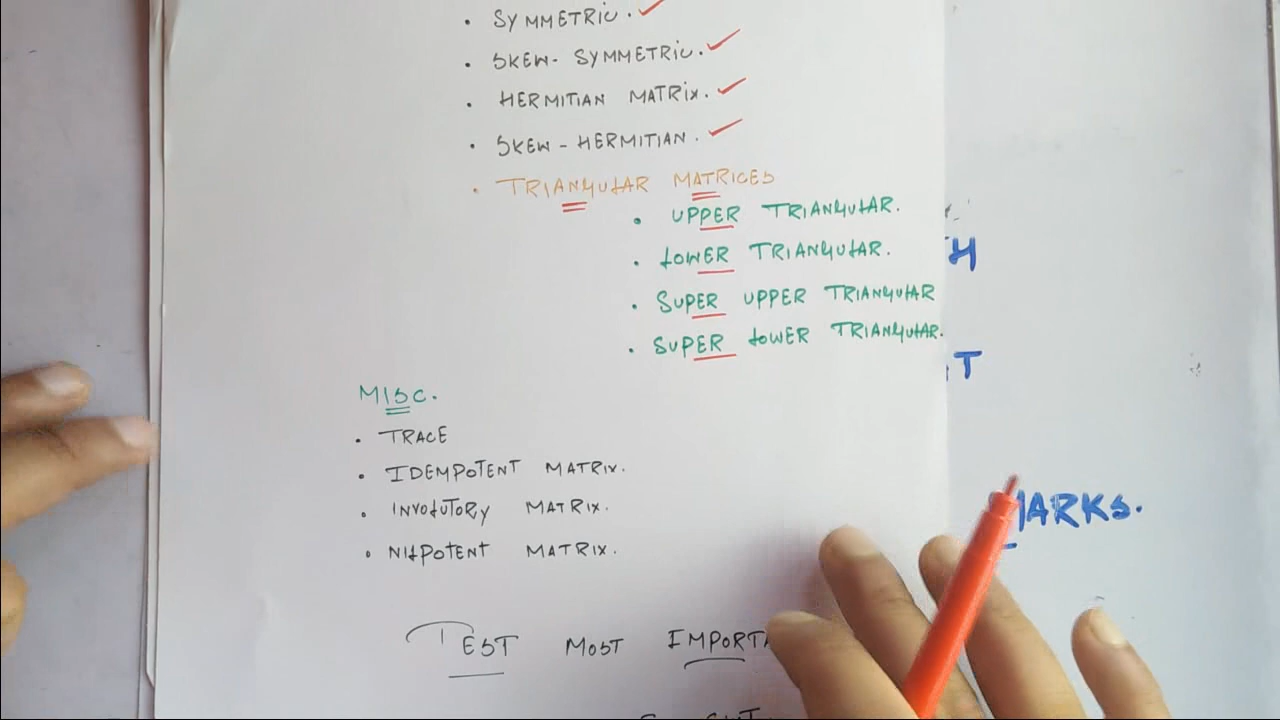 • SYMMETRIC.
• SKEW- SYMMETRIC.
• HERMITIAN MATRIX.
• SKEW - HERMITIAN.
• TRIANGULAR MATRICES
• UPPER TRIANGULAR.
• LOWER TRIANGULAR.
• SUPER UPPER TRIANGULAR
• SUPER LOWER TRIANGULAR.
MISC.
• TRACE
• IDEMPOTENT MATRIX.
• INVOLUTORY MATRIX.
• NILPOTENT MATRIX.
MARKS.
TEST MOST IMPORTA